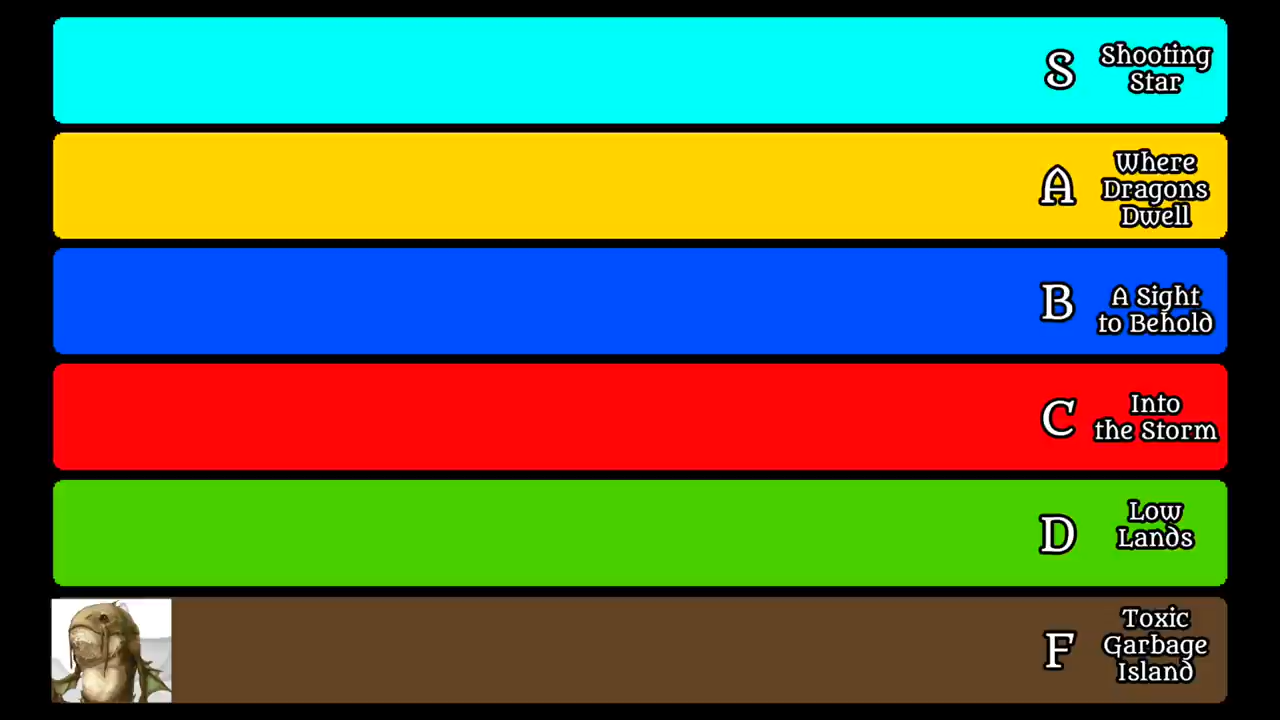 S
Shooting
Star
A
Where
Dragons
Dwell
B
A Sight
to Behold
C
Into
the Storm
D
Low
Lands
F
Toxic
Garbage
Island